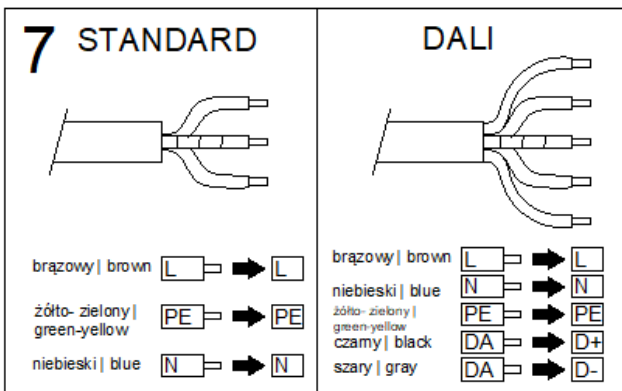 7 STANDARD
brązowy | brown L L
żółto- zielony |
green-yellow PE PE
niebieski | blue N N
DALI
brązowy | brown L L
niebieski | blue N N
żółto- zielony |
green-yellow PE PE
czarny | black DA D+
szary | gray DA D-